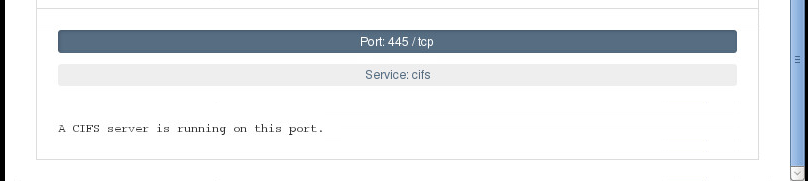 Port: 445 / tcp
Service: cifs
A CIFS server is running on this port.